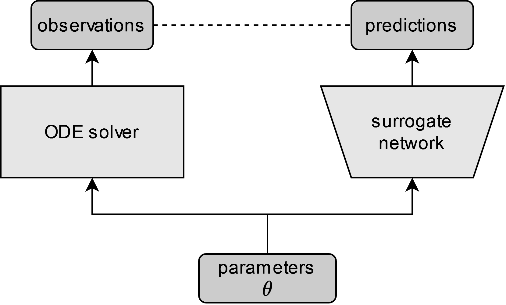 observations
predictions
ODE solver
surrogate
network
parameters
θ